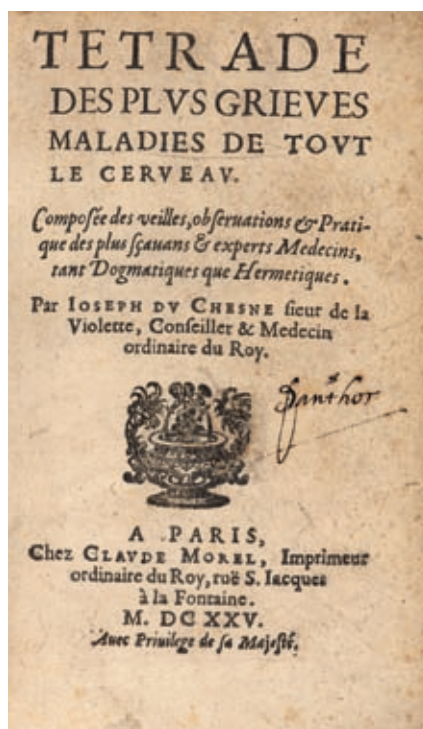 TETRADE
DES PLVS GRIEVES
MALADIES DE TOVT
LE CERVEAV.
Compoſée des veilles, obſeruations & Prati-
que des plus ſçauans & experts Medecins,
tant Dogmatiques que Hermetiques.
Par IOSEPH DV CHESNE ſieur de la
Violette, Conſeiller & Medecin
ordinaire du Roy.
A PARIS,
Chez CLAVDE MOREL, Imprimeur
ordinaire du Roy, ruë S. Iacques
à la Fontaine.
M. DC XXV.
Auec Priuilege de ſa Majeſté.